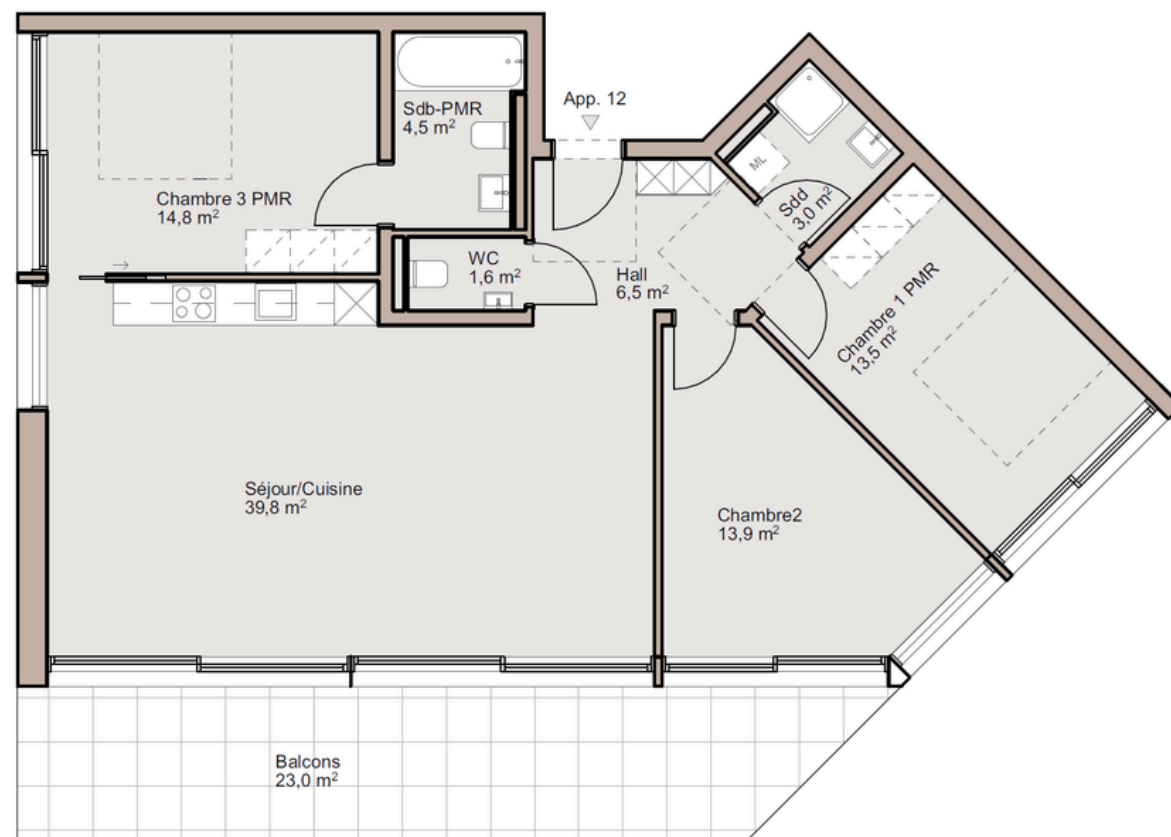 App. 12
Sdb-PMR
4,5 m²
ML
Sdd
3,0 m²
Chambre 3 PMR
14,8 m²
WC
1,6 m²
Hall
6,5 m²
Chambre 1 PMR
13,5 m²
Séjour/Cuisine
39,8 m²
Chambre2
13,9 m²
Balcons
23,0 m²